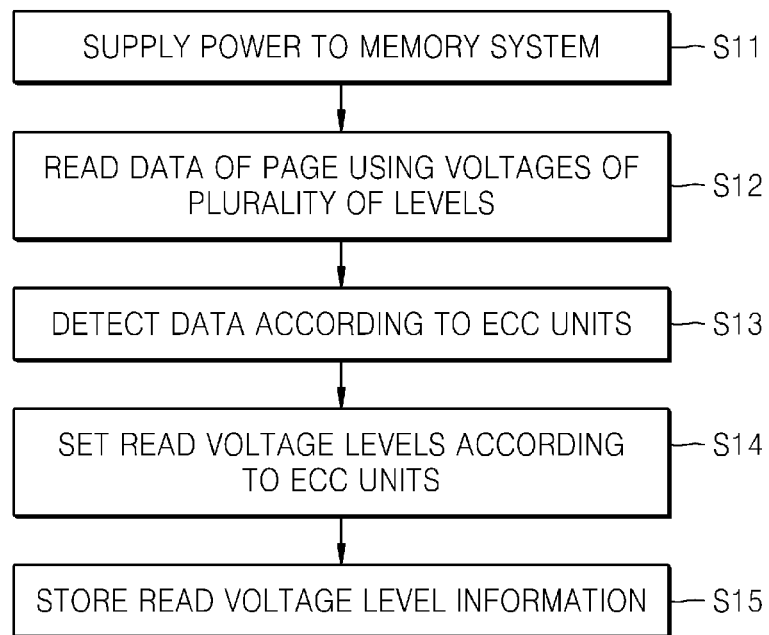 SUPPLY POWER TO MEMORY SYSTEM S11
READ DATA OF PAGE USING VOLTAGES OF
PLURALITY OF LEVELS S12
DETECT DATA ACCORDING TO ECC UNITS S13
SET READ VOLTAGE LEVELS ACCORDING
TO ECC UNITS S14
STORE READ VOLTAGE LEVEL INFORMATION S15